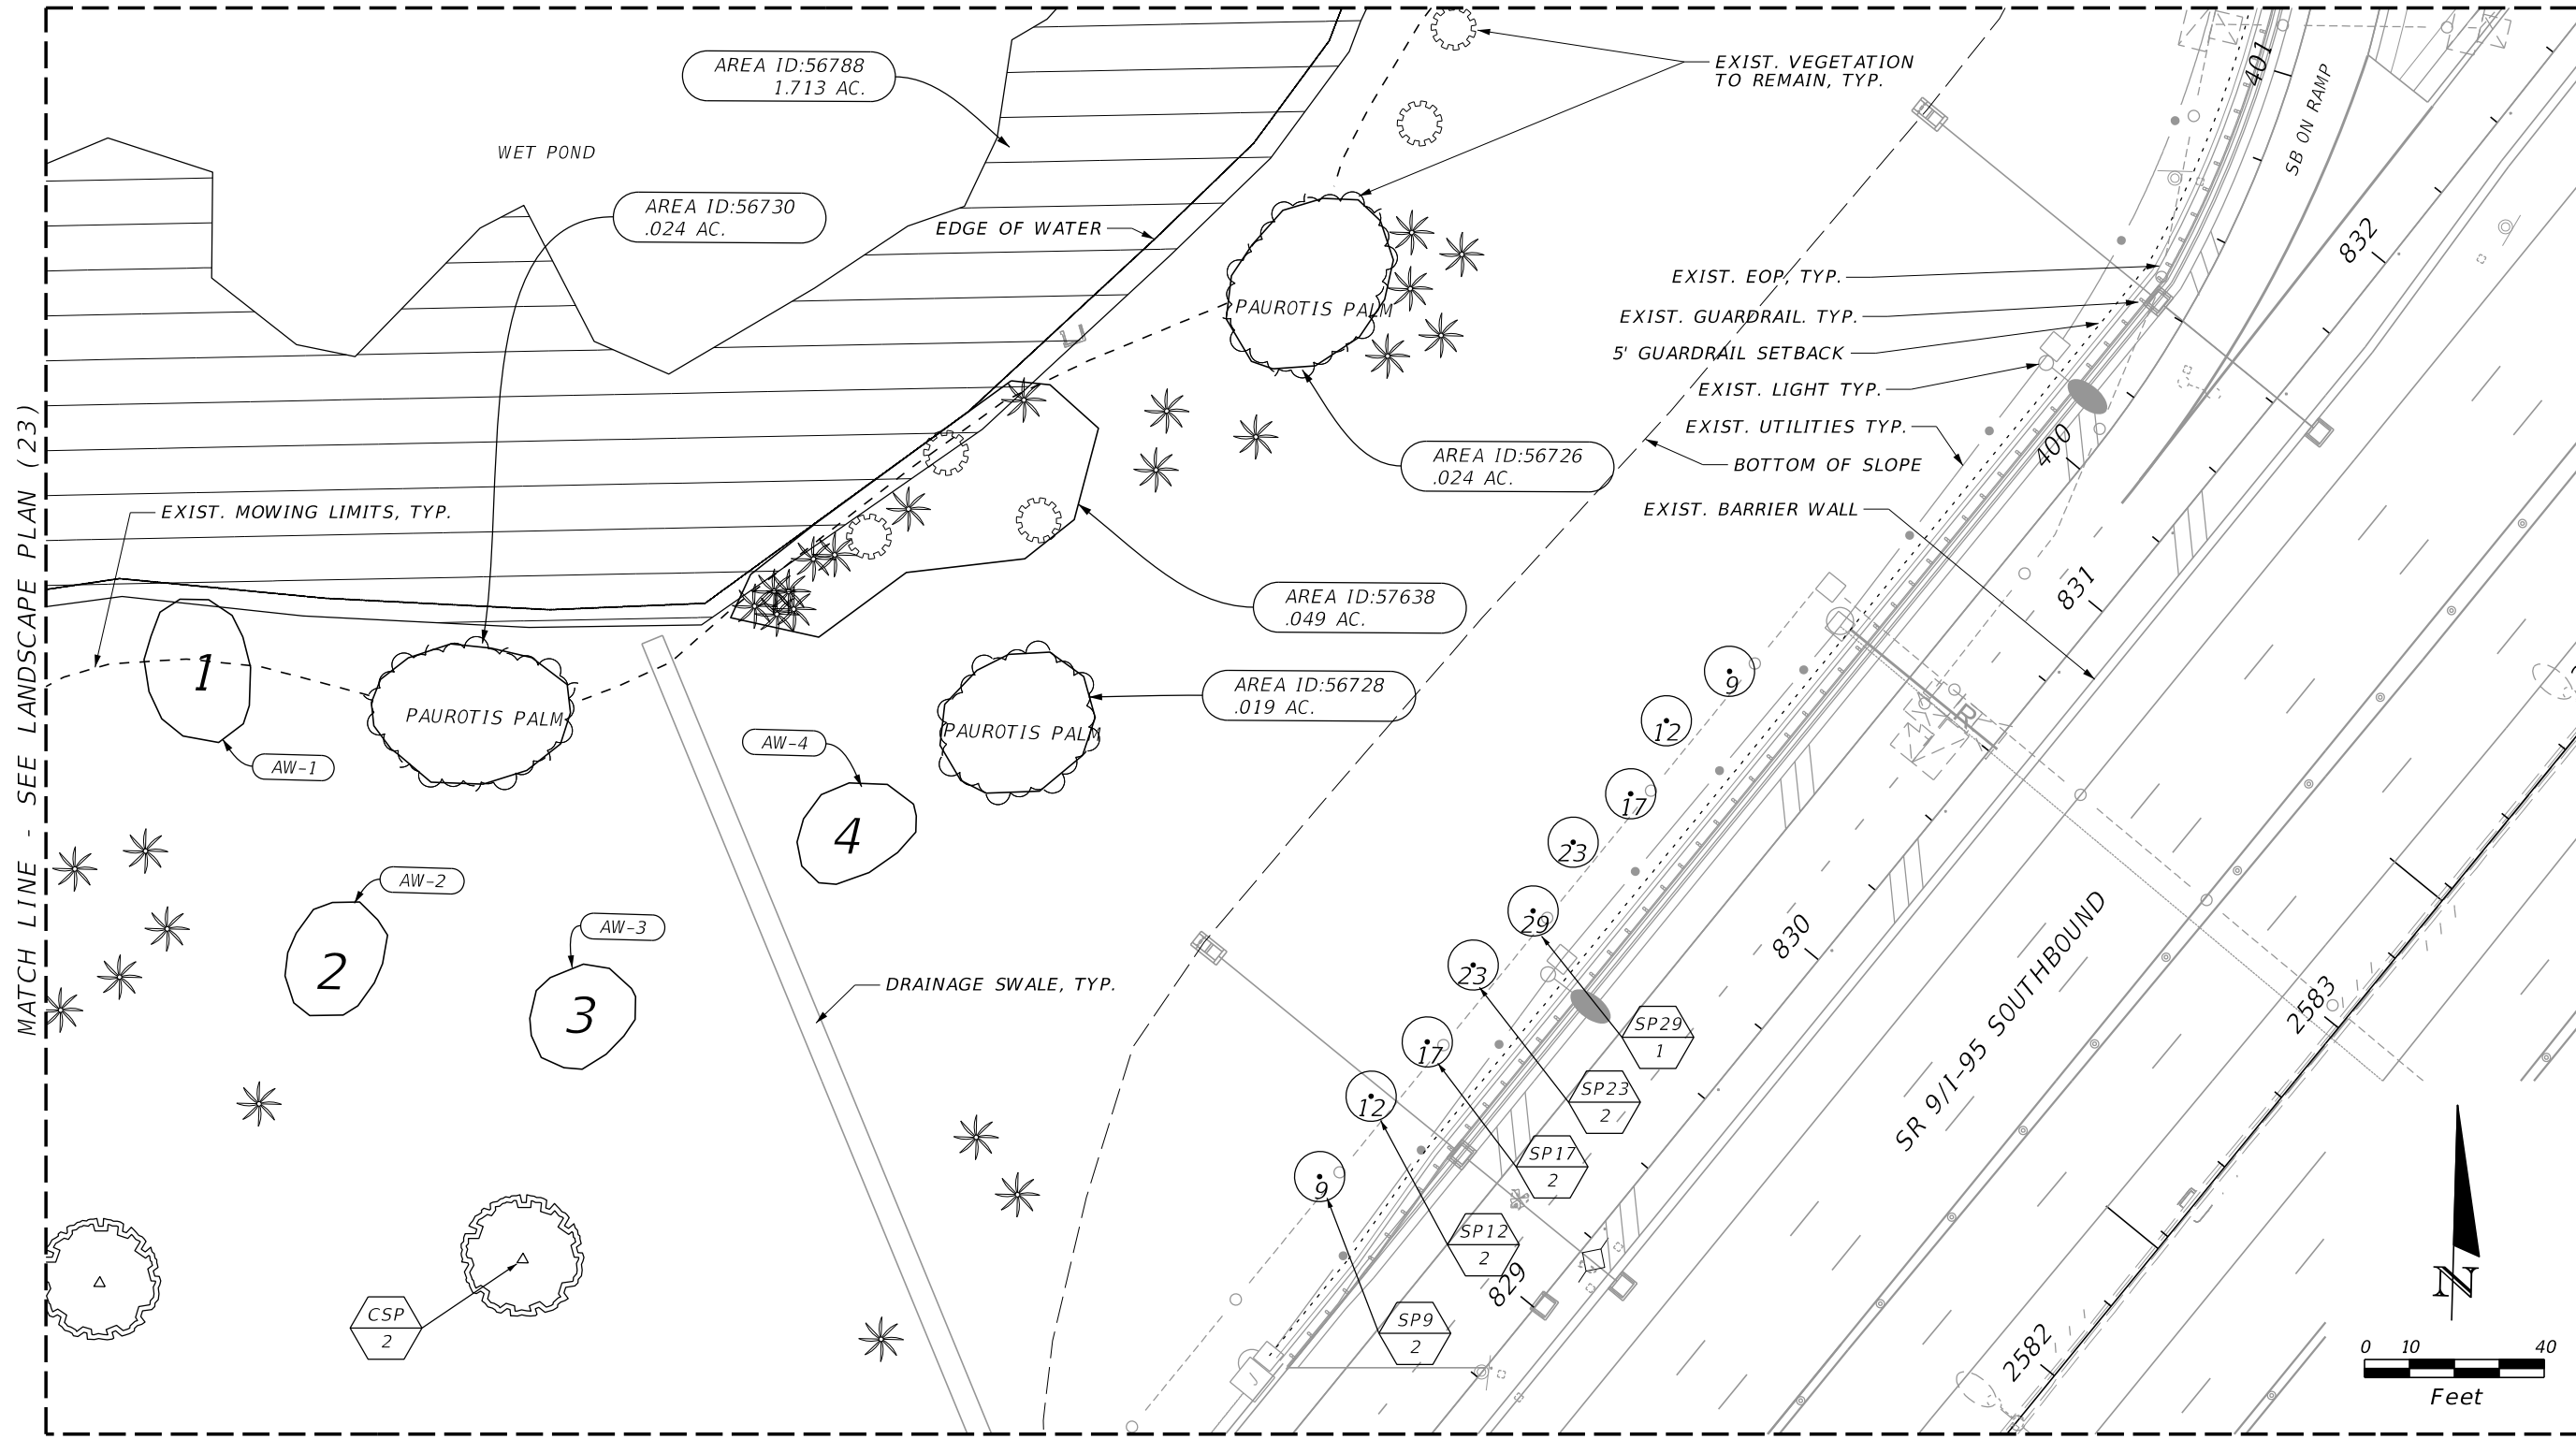 AREA ID:56788
1.713 AC.
EXIST. VEGETATION
TO REMAIN, TYP.
401
SB ON RAMP
WET POND
AREA ID:56730
.024 AC.
EDGE OF WATER
832
EXIST. EOP, TYP.
PAUROTIS PALM
EXIST. GUARDRAIL. TYP.
5' GUARDRAIL SETBACK
EXIST. LIGHT TYP.
EXIST. UTILITIES TYP.
400
AREA ID:56726
.024 AC.
BOTTOM OF SLOPE
EXIST. MOWING LIMITS, TYP.
EXIST. BARRIER WALL
MATCH LINE - SEE LANDSCAPE PLAN (23)
AREA ID:57638
.049 AC.
831
1
AREA ID:56728
.019 AC.
9
PAUROTIS PALM
PAUROTIS PALM
12
R
AW-4
AW-1
17
4
23
AW-2
29
830
AW-3
2
23
SR 9/I-95 SOUTHBOUND
DRAINAGE SWALE, TYP.
3
2583
SP29
1
17
SP23
2
12
SP17
2
9
SP12
2
829
N
CSP
2
SP9
2
2582
J
0 10 40
Feet